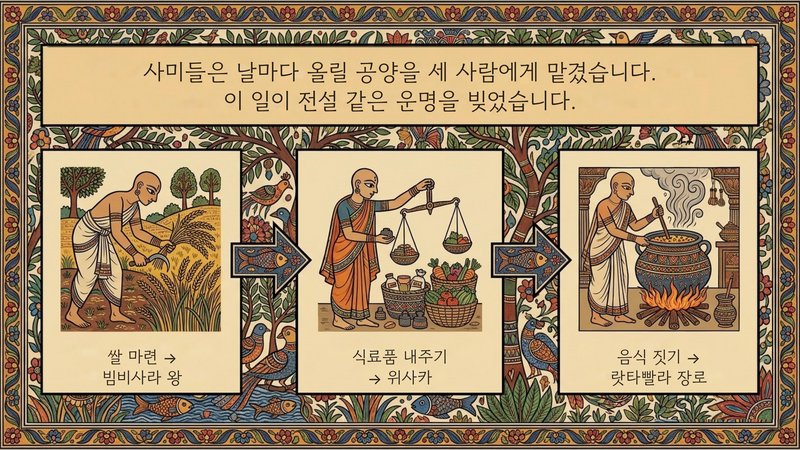 사미들은 날마다 올릴 공양을 세 사람에게 맡겼습니다.
이 일이 전설 같은 운명을 빚었습니다.
쌀 마련 →
빔비사라 왕
식료품 내주기
→ 위사카
음식 짓기 →
랏타빨라 장로